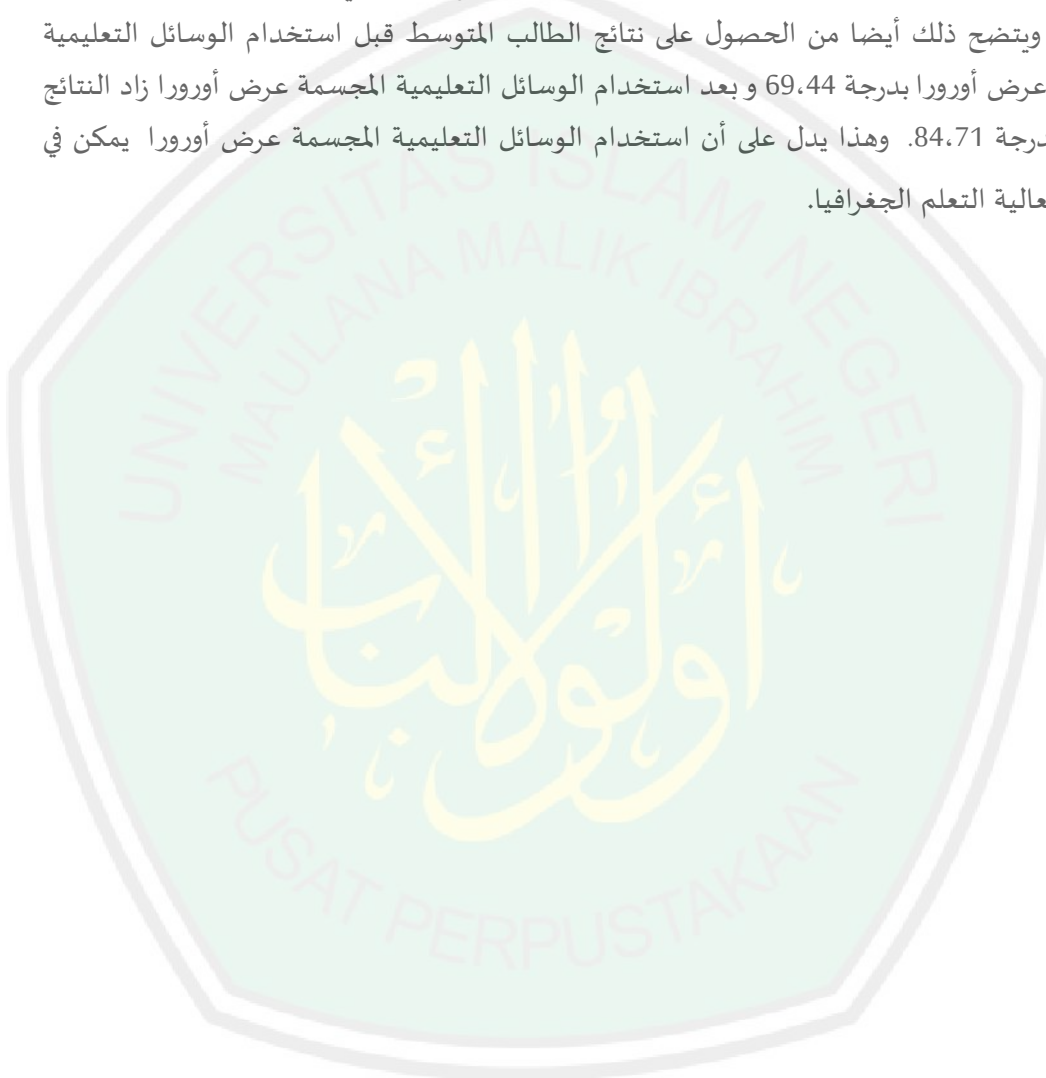 ويتضح ذلك أيضا من الحصول على نتائج الطالب المتوسط قبل استخدام الوسائل التعليمية
عرض أورورا بدرجة 69،44 و بعد استخدام الوسائل التعليمية المجسمة عرض أورورا زاد النتائج
درجة 84،71. وهذا يدل على أن استخدام الوسائل التعليمية المجسمة عرض أورورا يمكن في
عالية التعلم الجغرافيا.
UNIVERSITAS ISLAM NEGERI
MAULANA MALIK IBRAHIM
أولوا الألباب
PUSAT PERPUSTAKAAN